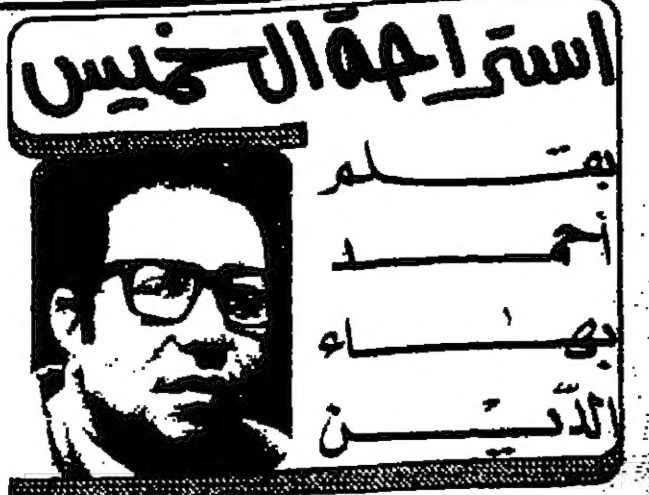 استراحة الخميس
بقلم
أحمد
بهاء
الدين